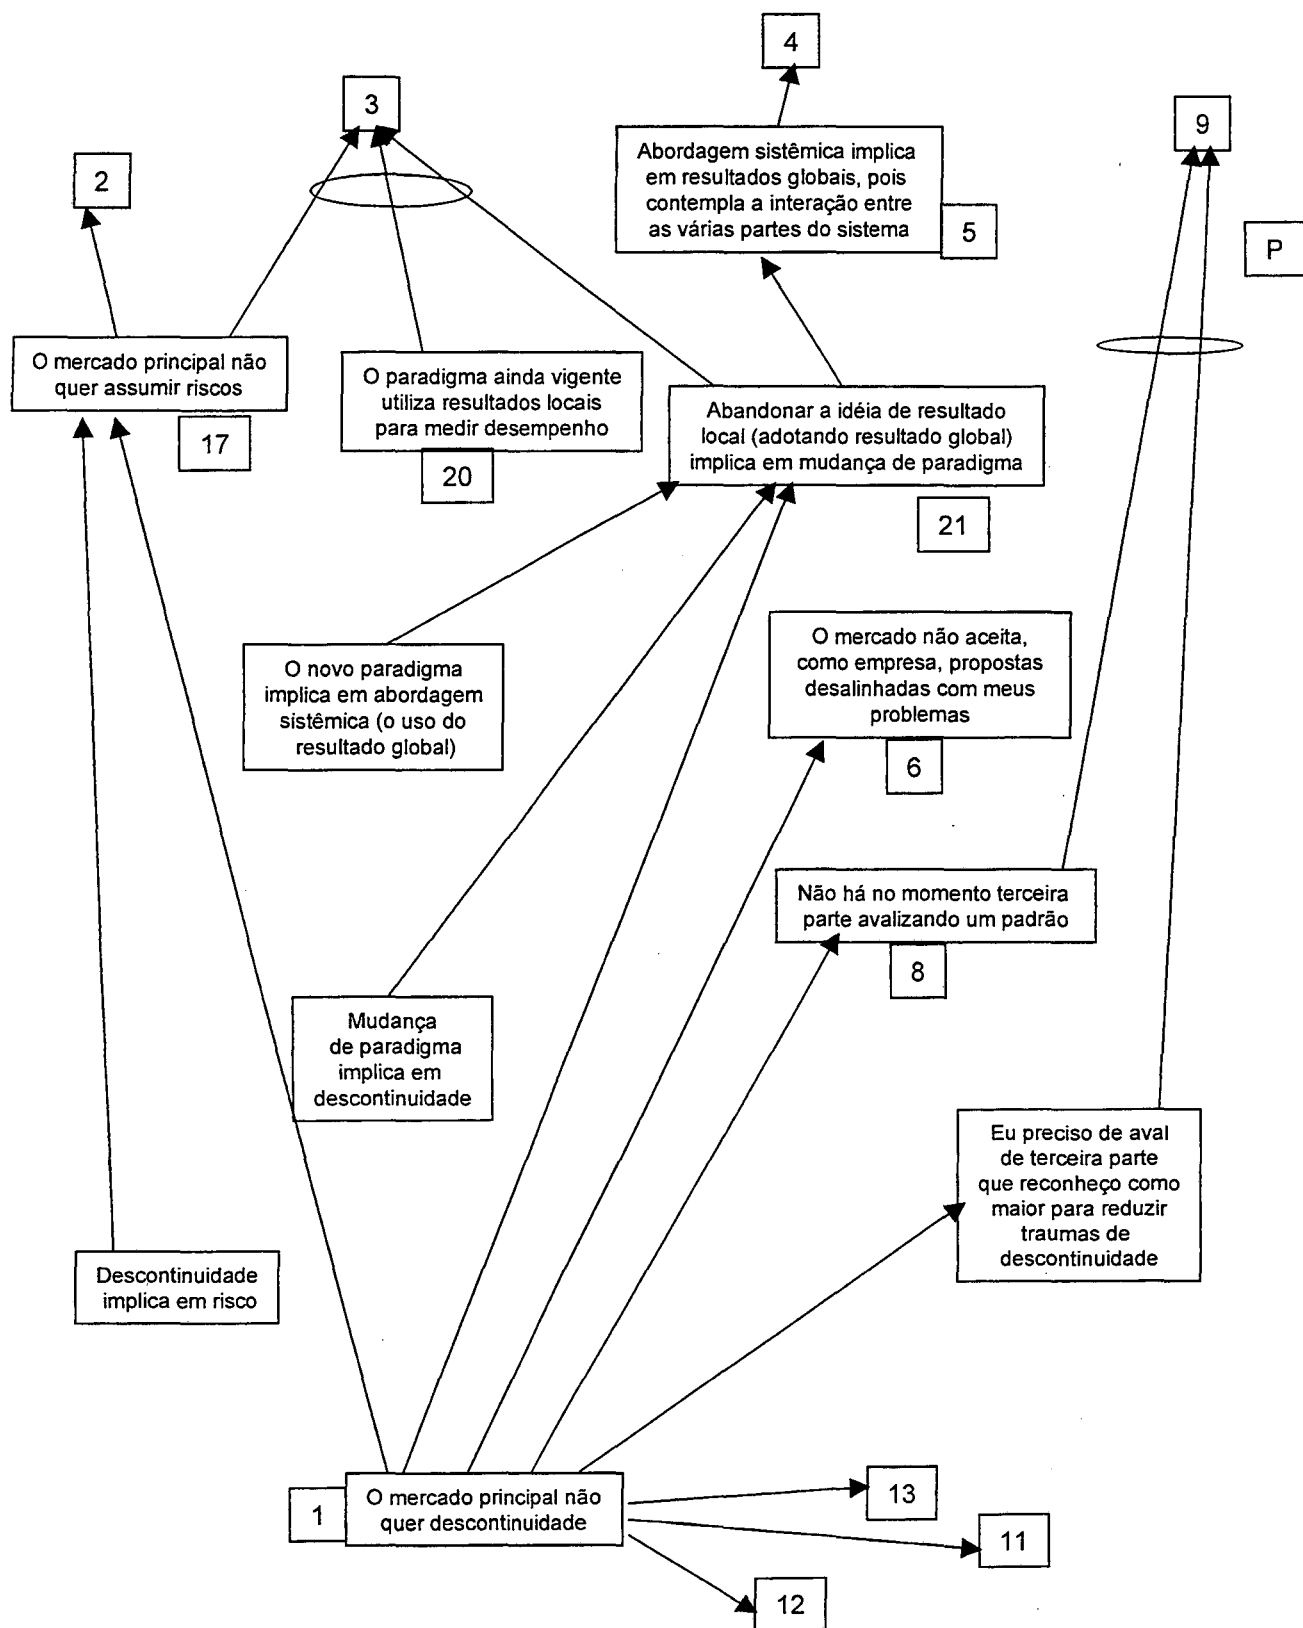 4
3
9
2
Abordagem sistêmica implica
em resultados globais, pois
contempla a interação entre
as várias partes do sistema
5
P
O mercado principal não
quer assumir riscos
17
O paradigma ainda vigente
utiliza resultados locais
para medir desempenho
20
Abandonar a idéia de resultado
local (adotando resultado global)
implica em mudança de paradigma
21
O novo paradigma
implica em abordagem
sistêmica (o uso do
resultado global)
O mercado não aceita,
como empresa, propostas
desalinhadas com meus
problemas
6
Não há no momento terceira
parte avalizando um padrão
8
Mudança
de paradigma
implica em
descontinuidade
Eu preciso de aval
de terceira parte
que reconheço como
maior para reduzir
traumas de
descontinuidade
Descontinuidade
implica em risco
1
O mercado principal não
quer descontinuidade
13
11
12